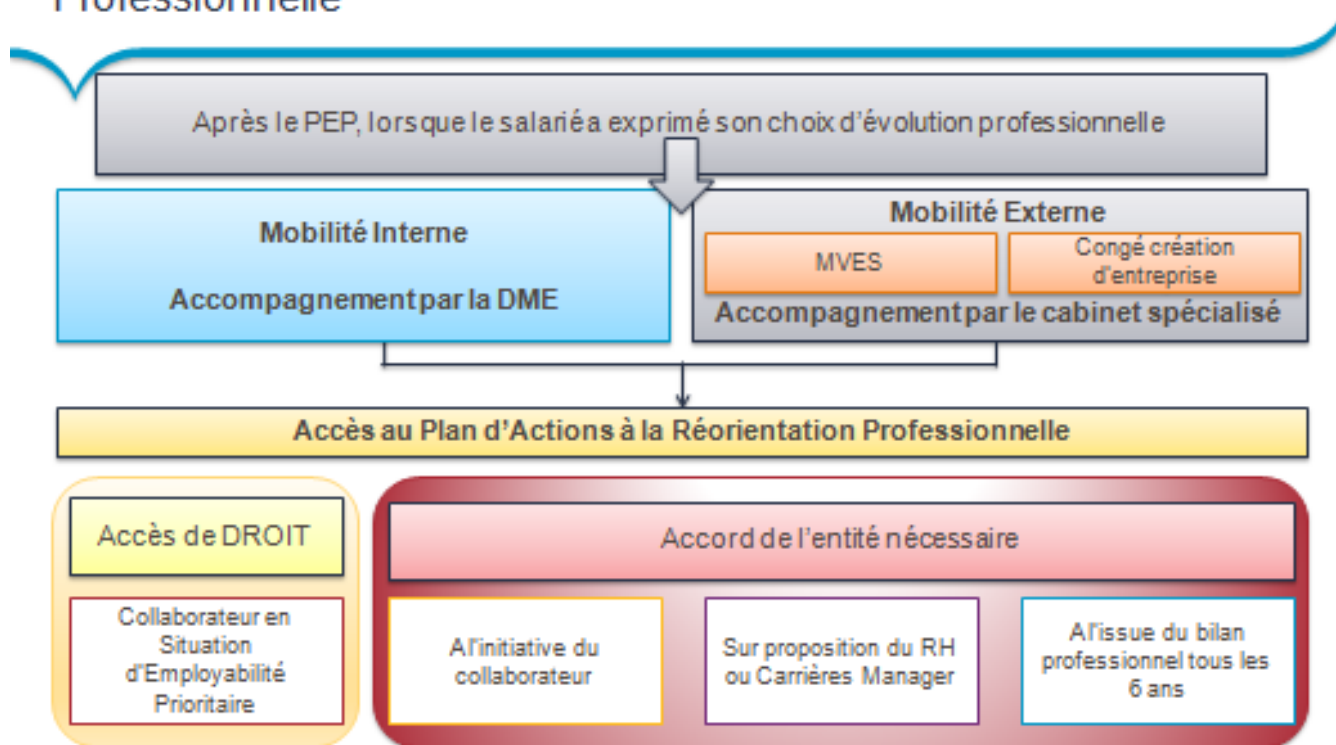 Professionnelle
Après le PEP, lorsque le salarié a exprimé son choix d'évolution professionnelle
Mobilité Interne
Accompagnement par la DME
Mobilité Externe
MVES
Congé création
d'entreprise
Accompagnement par le cabinet spécialisé
Accès au Plan d'Actions à la Réorientation Professionnelle
Accès de DROIT
Collaborateur en
Situation
d'Employabilité
Prioritaire
Accord de l'entité nécessaire
A l'initiative du
collaborateur
Sur proposition du RH
ou Carrières Manager
A l'issue du bilan
professionnel tous les
6 ans